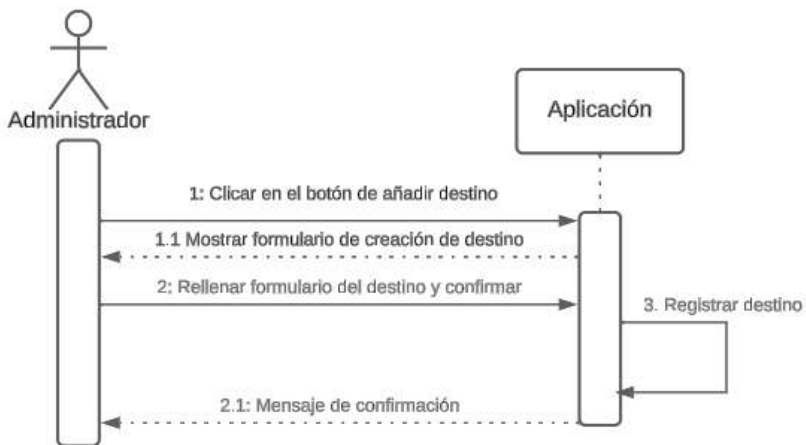 Administrador
Aplicación
1: Clicar en el botón de añadir destino
1.1 Mostrar formulario de creación de destino
2: Rellenar formulario del destino y confirmar
3. Registrar destino
2.1: Mensaje de confirmación